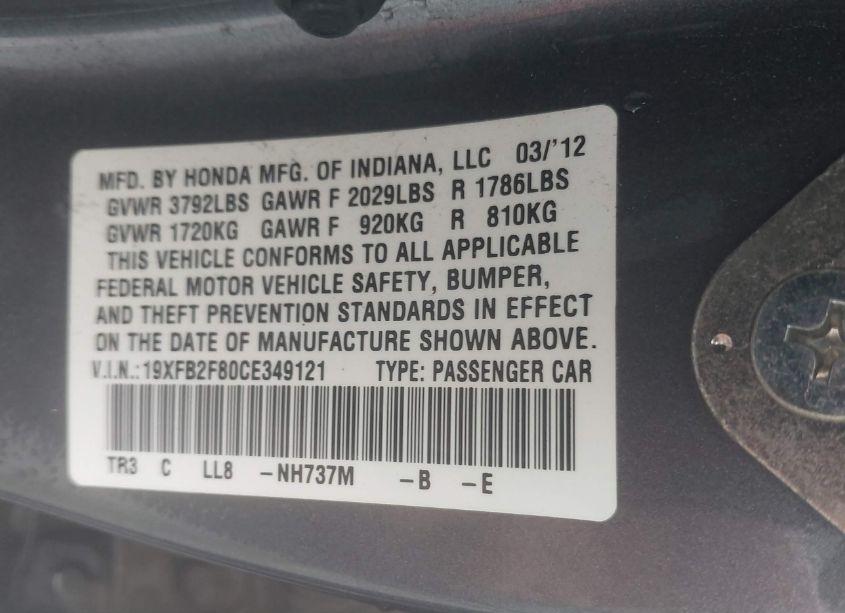 MFD. BY HONDA MFG. OF INDIANA, LLC 03/'12
GVWR 3792LBS GAWR F 2029LBS R 1786LBS
GVWR 1720KG GAWR F 920KG R 810KG
THIS VEHICLE CONFORMS TO ALL APPLICABLE
FEDERAL MOTOR VEHICLE SAFETY, BUMPER,
AND THEFT PREVENTION STANDARDS IN EFFECT
ON THE DATE OF MANUFACTURE SHOWN ABOVE.
V.I.N.:19XFB2F80CE349121 TYPE: PASSENGER CAR
TR3 C LL8 -NH737M -B -E